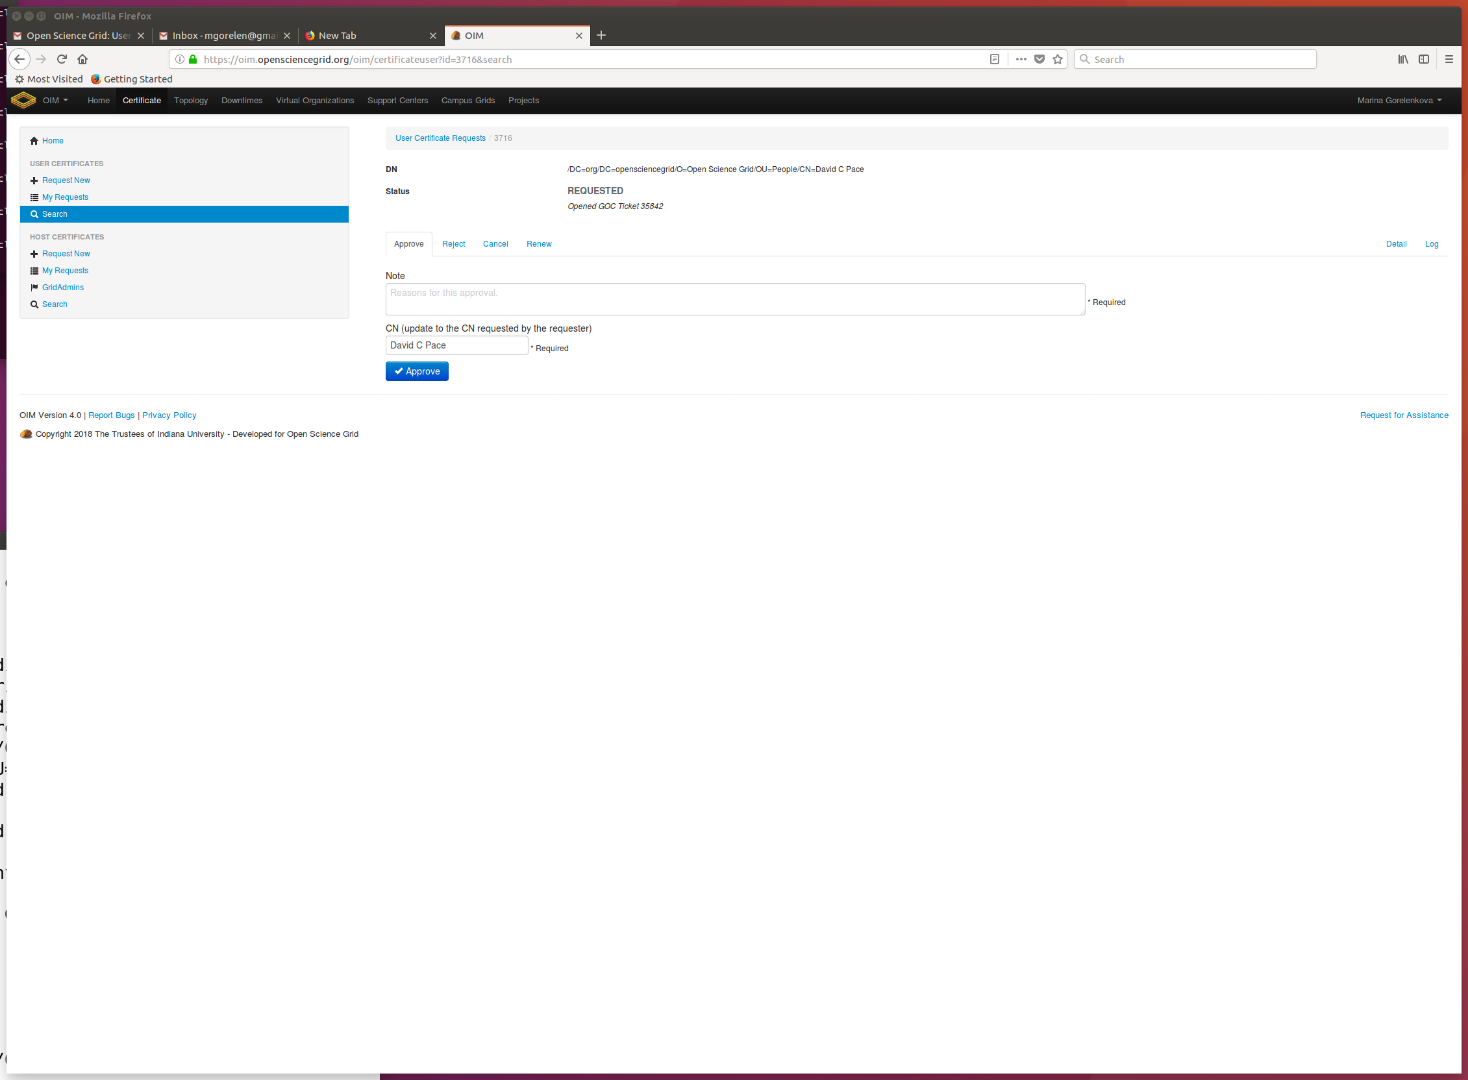 OIM - Mozilla Firefox
Open Science Grid: User
Inbox - mgorelen@gmai
New Tab
OIM
https://oim.opensciencegrid.org/oim/certificateuser?id=3716&search
Search
Most Visited
Getting Started
OIM
Home
Certificate
Topology
Downtimes
Virtual Organizations
Support Centers
Campus Grids
Projects
Marina Gorelenkova
Home
USER CERTIFICATES
Request New
My Requests
Search
HOST CERTIFICATES
Request New
My Requests
GridAdmins
Search
User Certificate Requests / 3716
DN
/DC=org/DC=opensciencegrid/O=Open Science Grid/OU=People/CN=David C Pace
Status
REQUESTED
Opened GOC Ticket 35842
Approve
Reject
Cancel
Renew
Detail
Log
Note
Reasons for this approval.
* Required
CN (update to the CN requested by the requester)
David C Pace
* Required
Approve
OIM Version 4.0 | Report Bugs | Privacy Policy
Request for Assistance
Copyright 2018 The Trustees of Indiana University - Developed for Open Science Grid